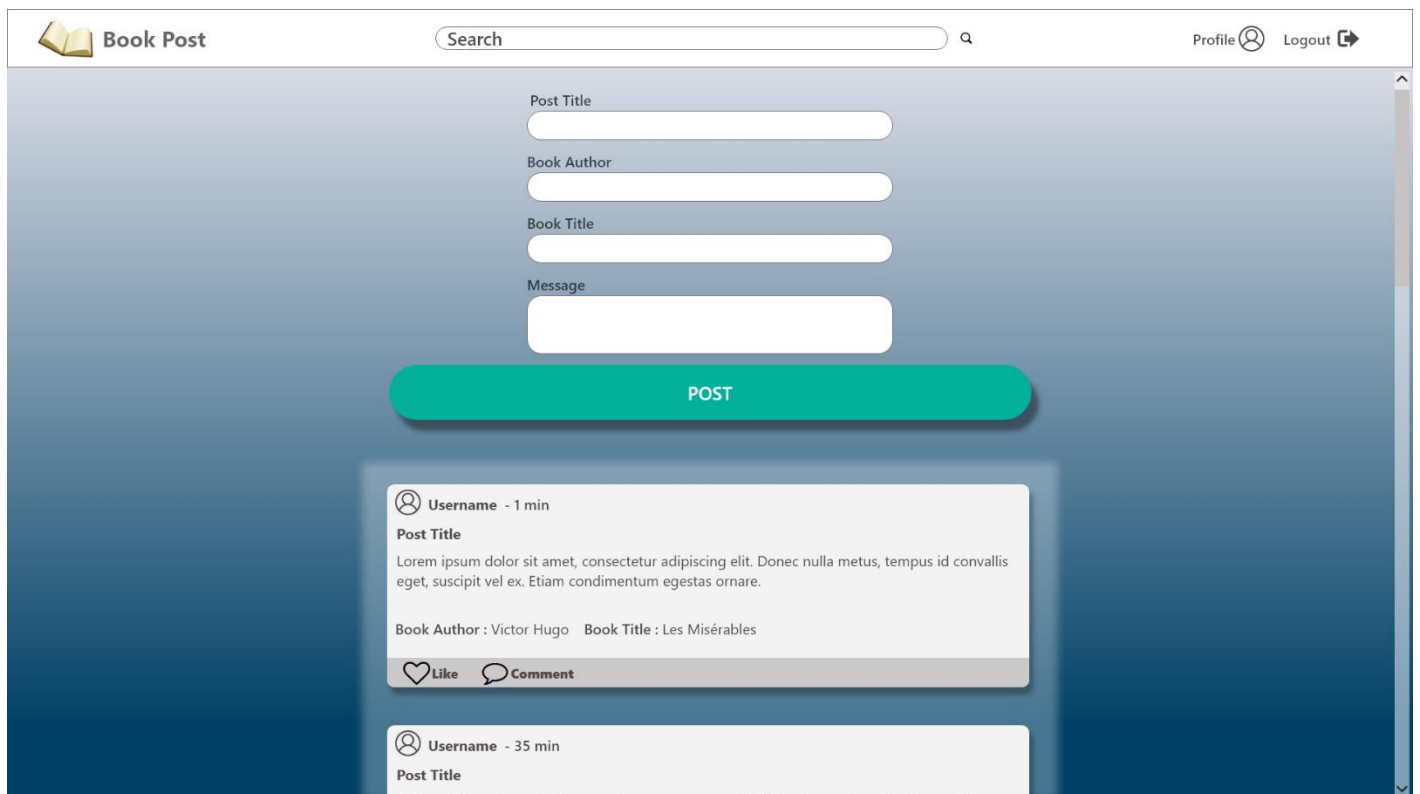 Book Post
Search
Profile
Logout
Post Title
Book Author
Book Title
Message
POST
Username - 1 min
Post Title
Lorem ipsum dolor sit amet, consectetur adipiscing elit. Donec nulla metus, tempus id convallis
eget, suscipit vel ex. Etiam condimentum egestas ornare.
Book Author : Victor Hugo Book Title : Les Misérables
Like Comment
Username - 35 min
Post Title